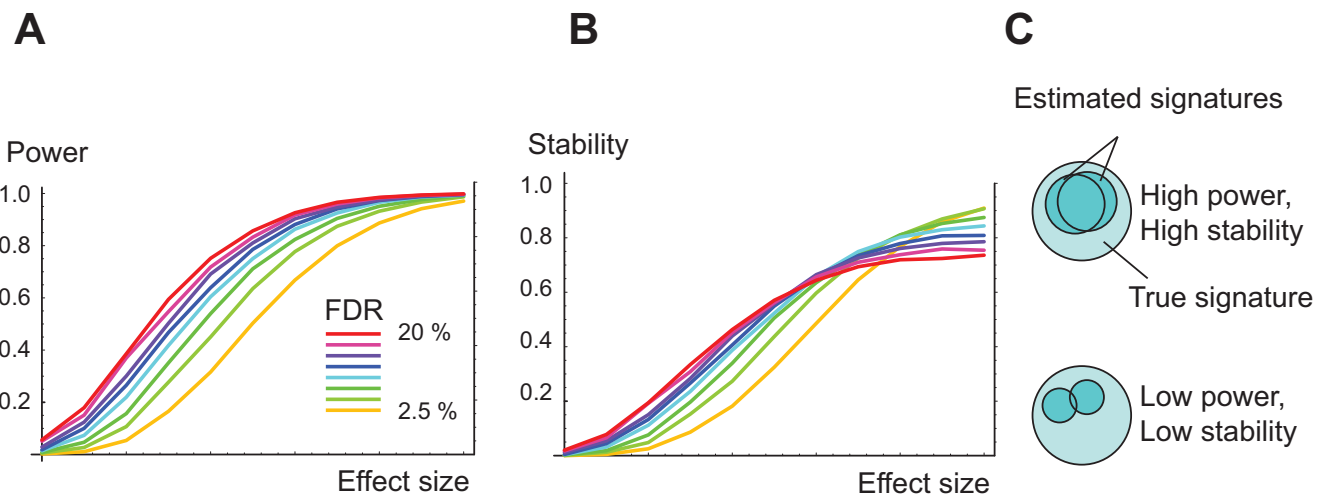 A
Power
1.0
0.8
0.6
0.4
0.2
FDR
20 %
2.5 %
Effect size
B
Stability
1.0
0.8
0.6
0.4
0.2
Effect size
C
Estimated signatures
High power,
High stability
True signature
Low power,
Low stability